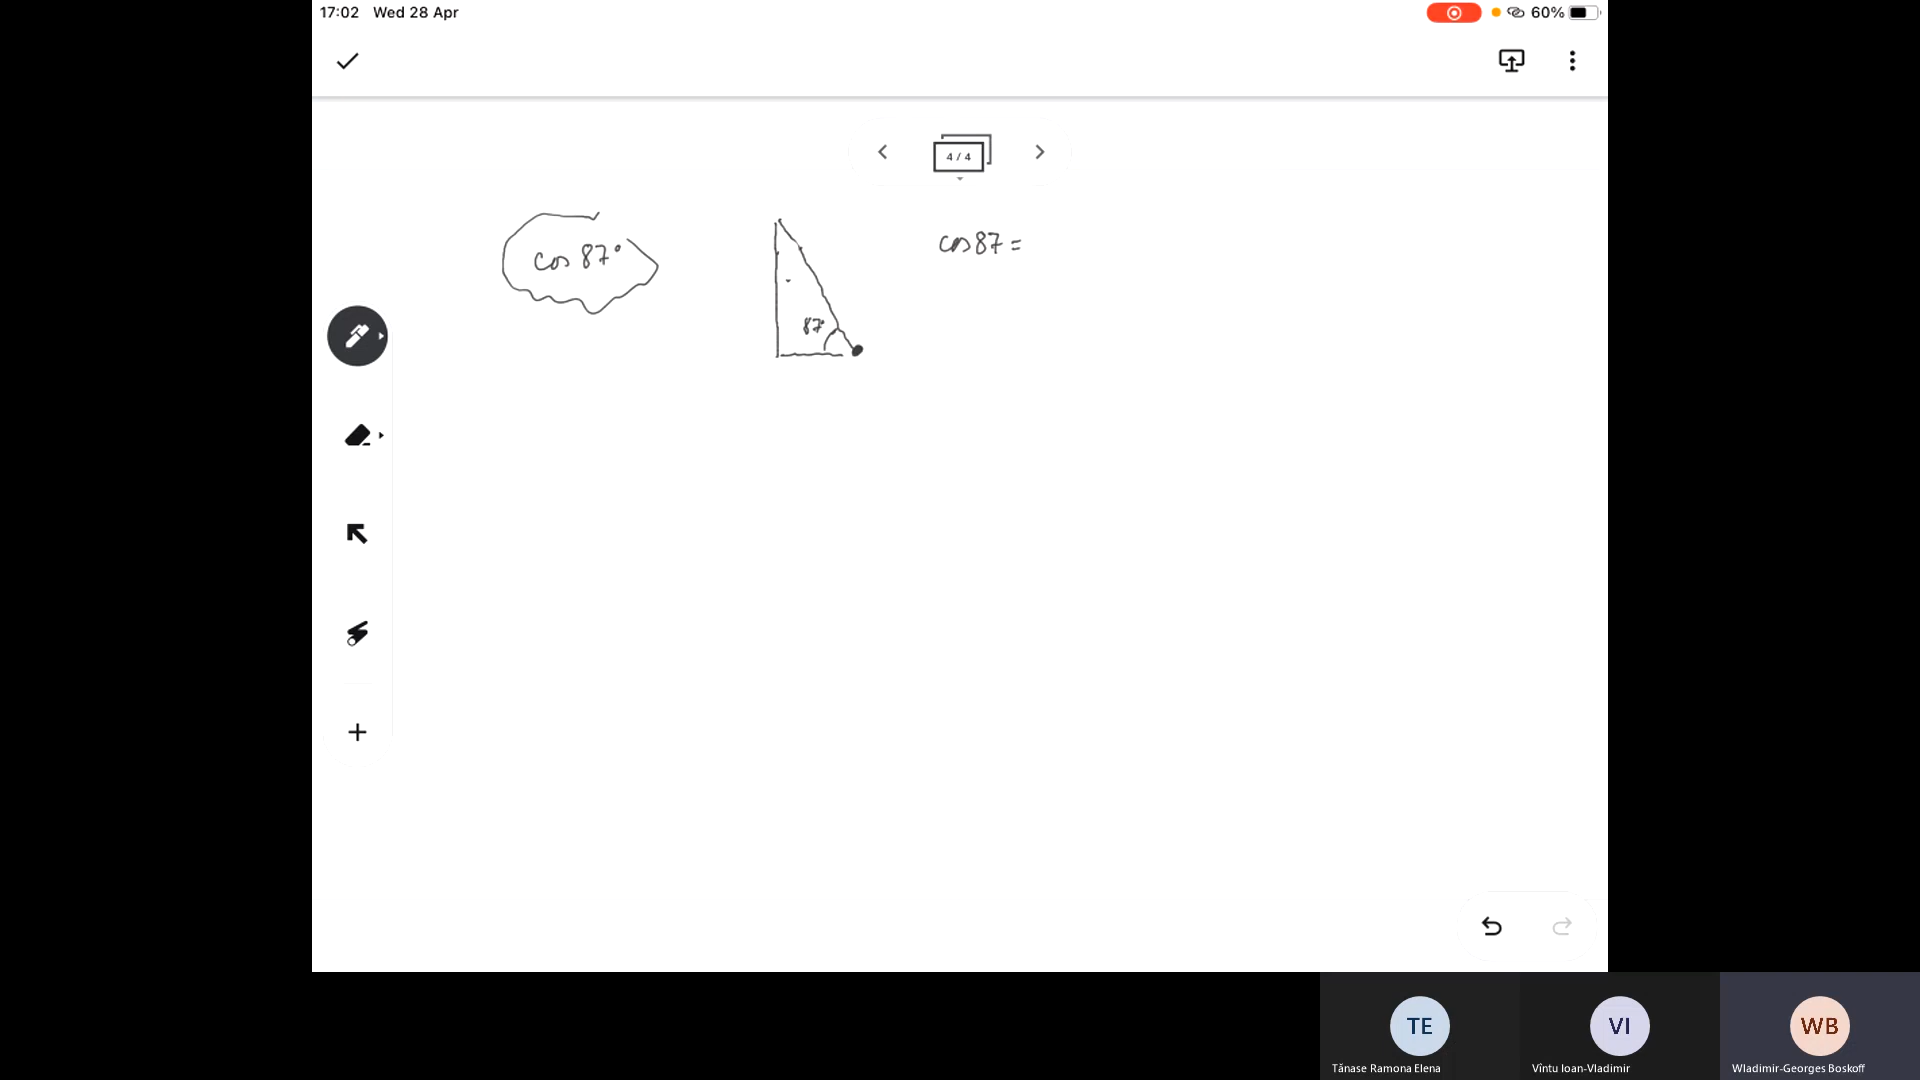 17:02 Wed 28 Apr
60%
4 / 4
cos 87°
cos 87 =
87°
TE
VI
WB
Tănase Ramona Elena
Vîntu Ioan-Vladimir
Wladimir-Georges Boskoff